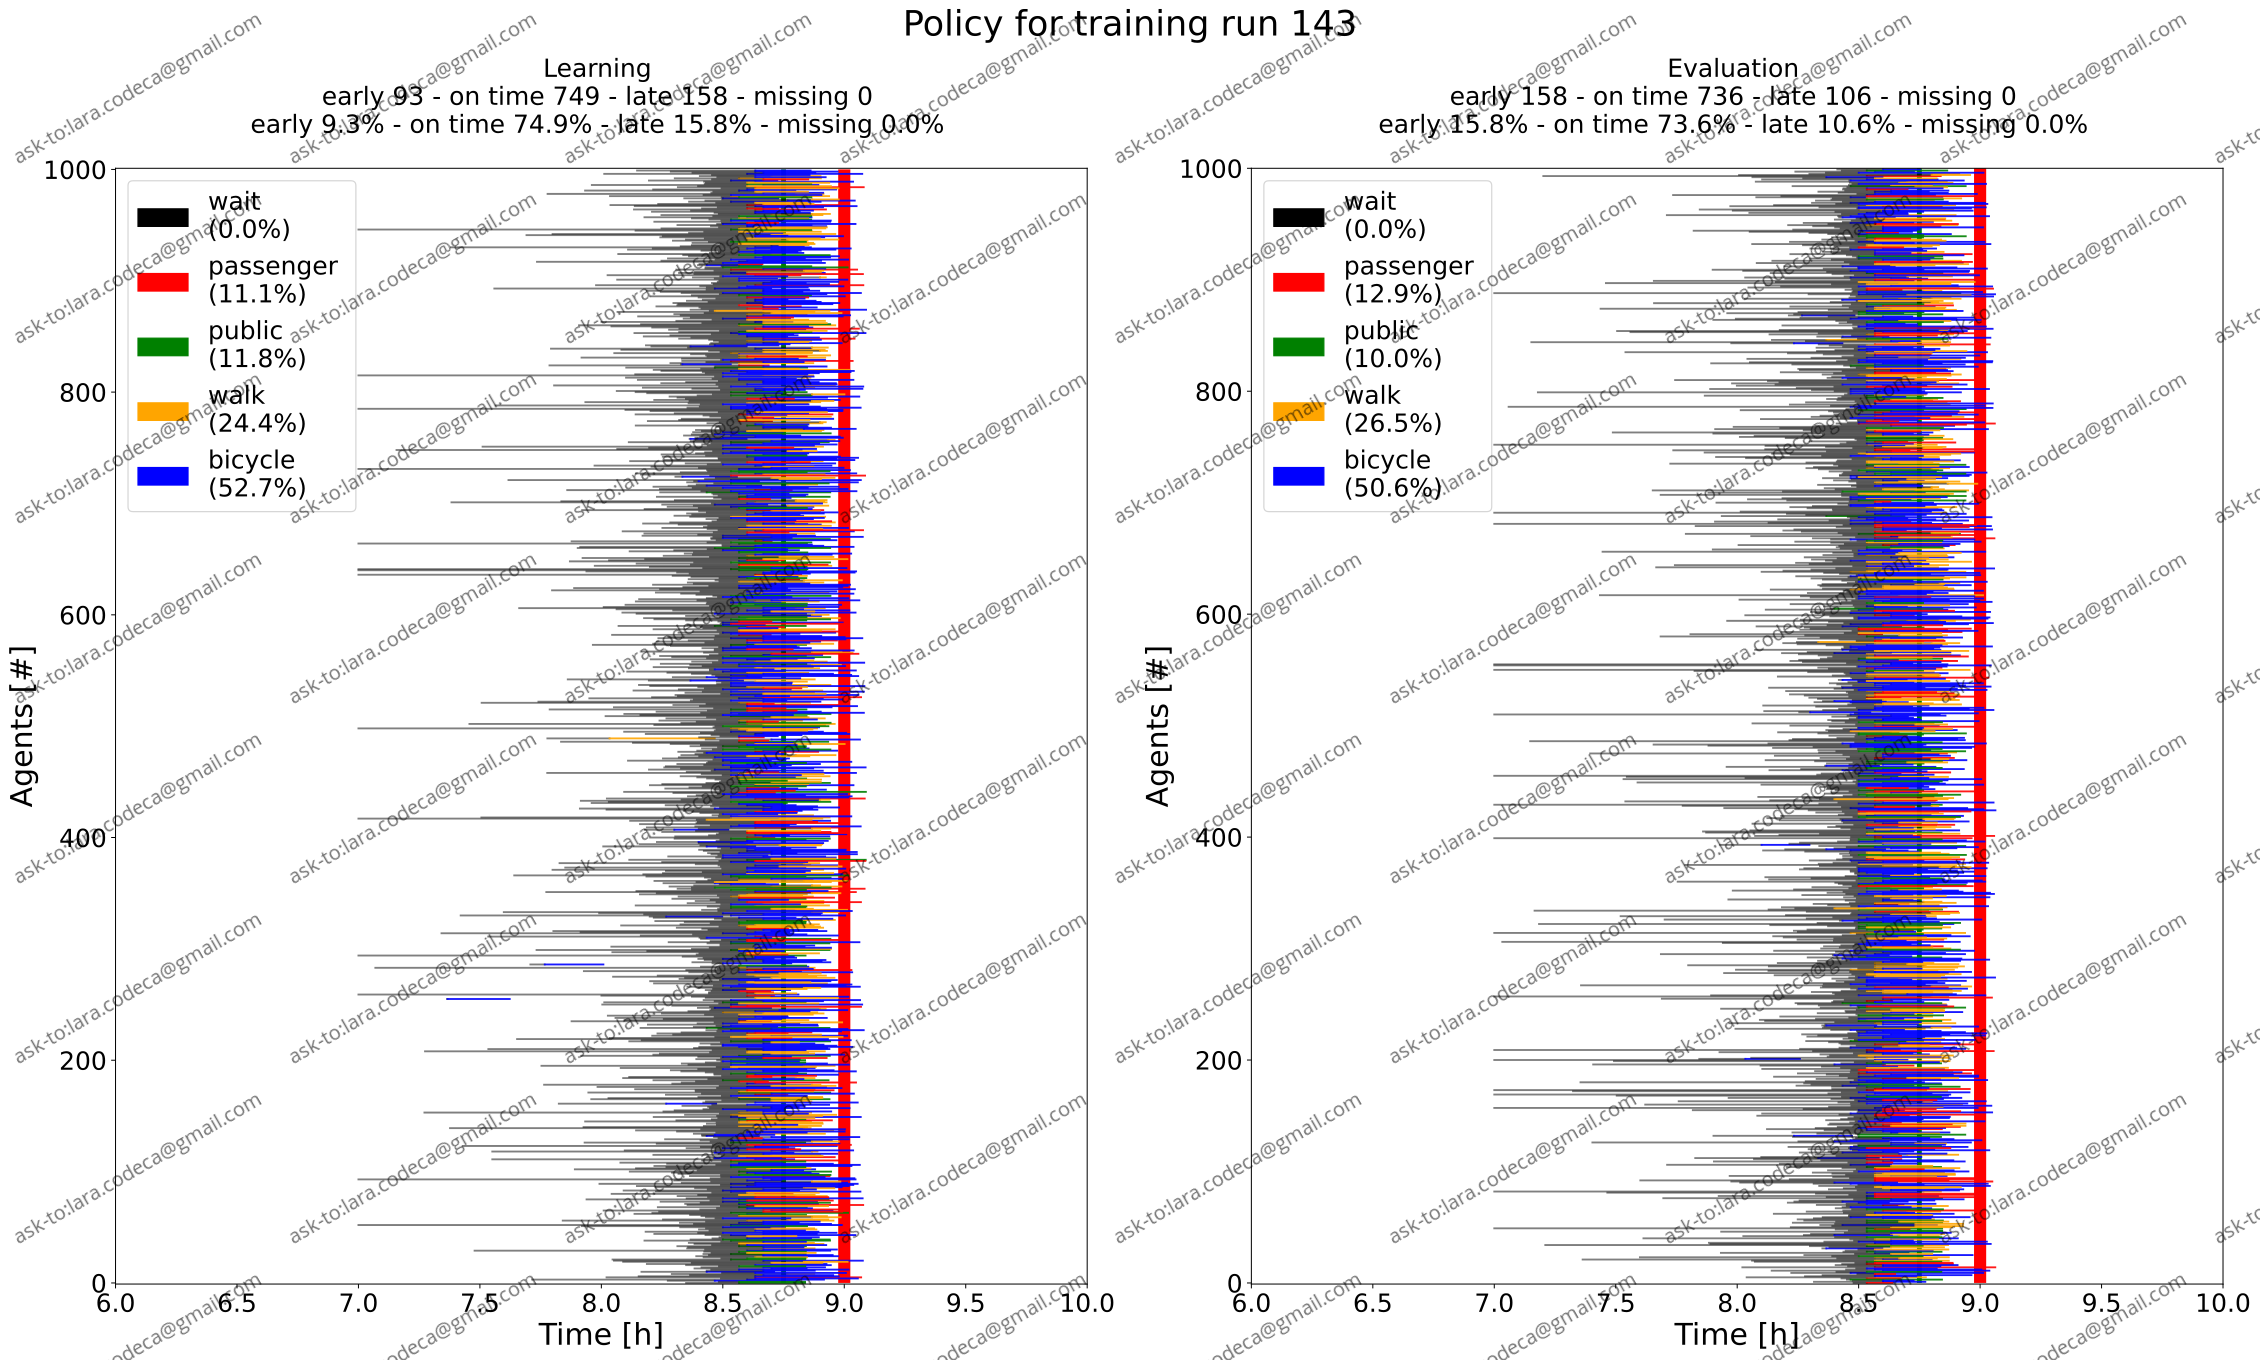 Policy for training run 143
Learning
early 93 - on time 749 - late 158 - missing 0
early 9.3% - on time 74.9% - late 15.8% - missing 0.0%
Evaluation
early 158 - on time 736 - late 106 - missing 0
early 15.8% - on time 73.6% - late 10.6% - missing 0.0%
1000
800
600
400
200
0
Agents [#]
wait
(0.0%)
passenger
(11.1%)
public
(11.8%)
walk
(24.4%)
bicycle
(52.7%)
6.0 6.5 7.0 7.5 8.0 8.5 9.0 9.5 10.0
Time [h]
1000
800
600
400
200
0
Agents [#]
wait
(0.0%)
passenger
(12.9%)
public
(10.0%)
walk
(26.5%)
bicycle
(50.6%)
6.0 6.5 7.0 7.5 8.0 8.5 9.0 9.5 10.0
Time [h]
ask-to:lara.codeca@gmail.com